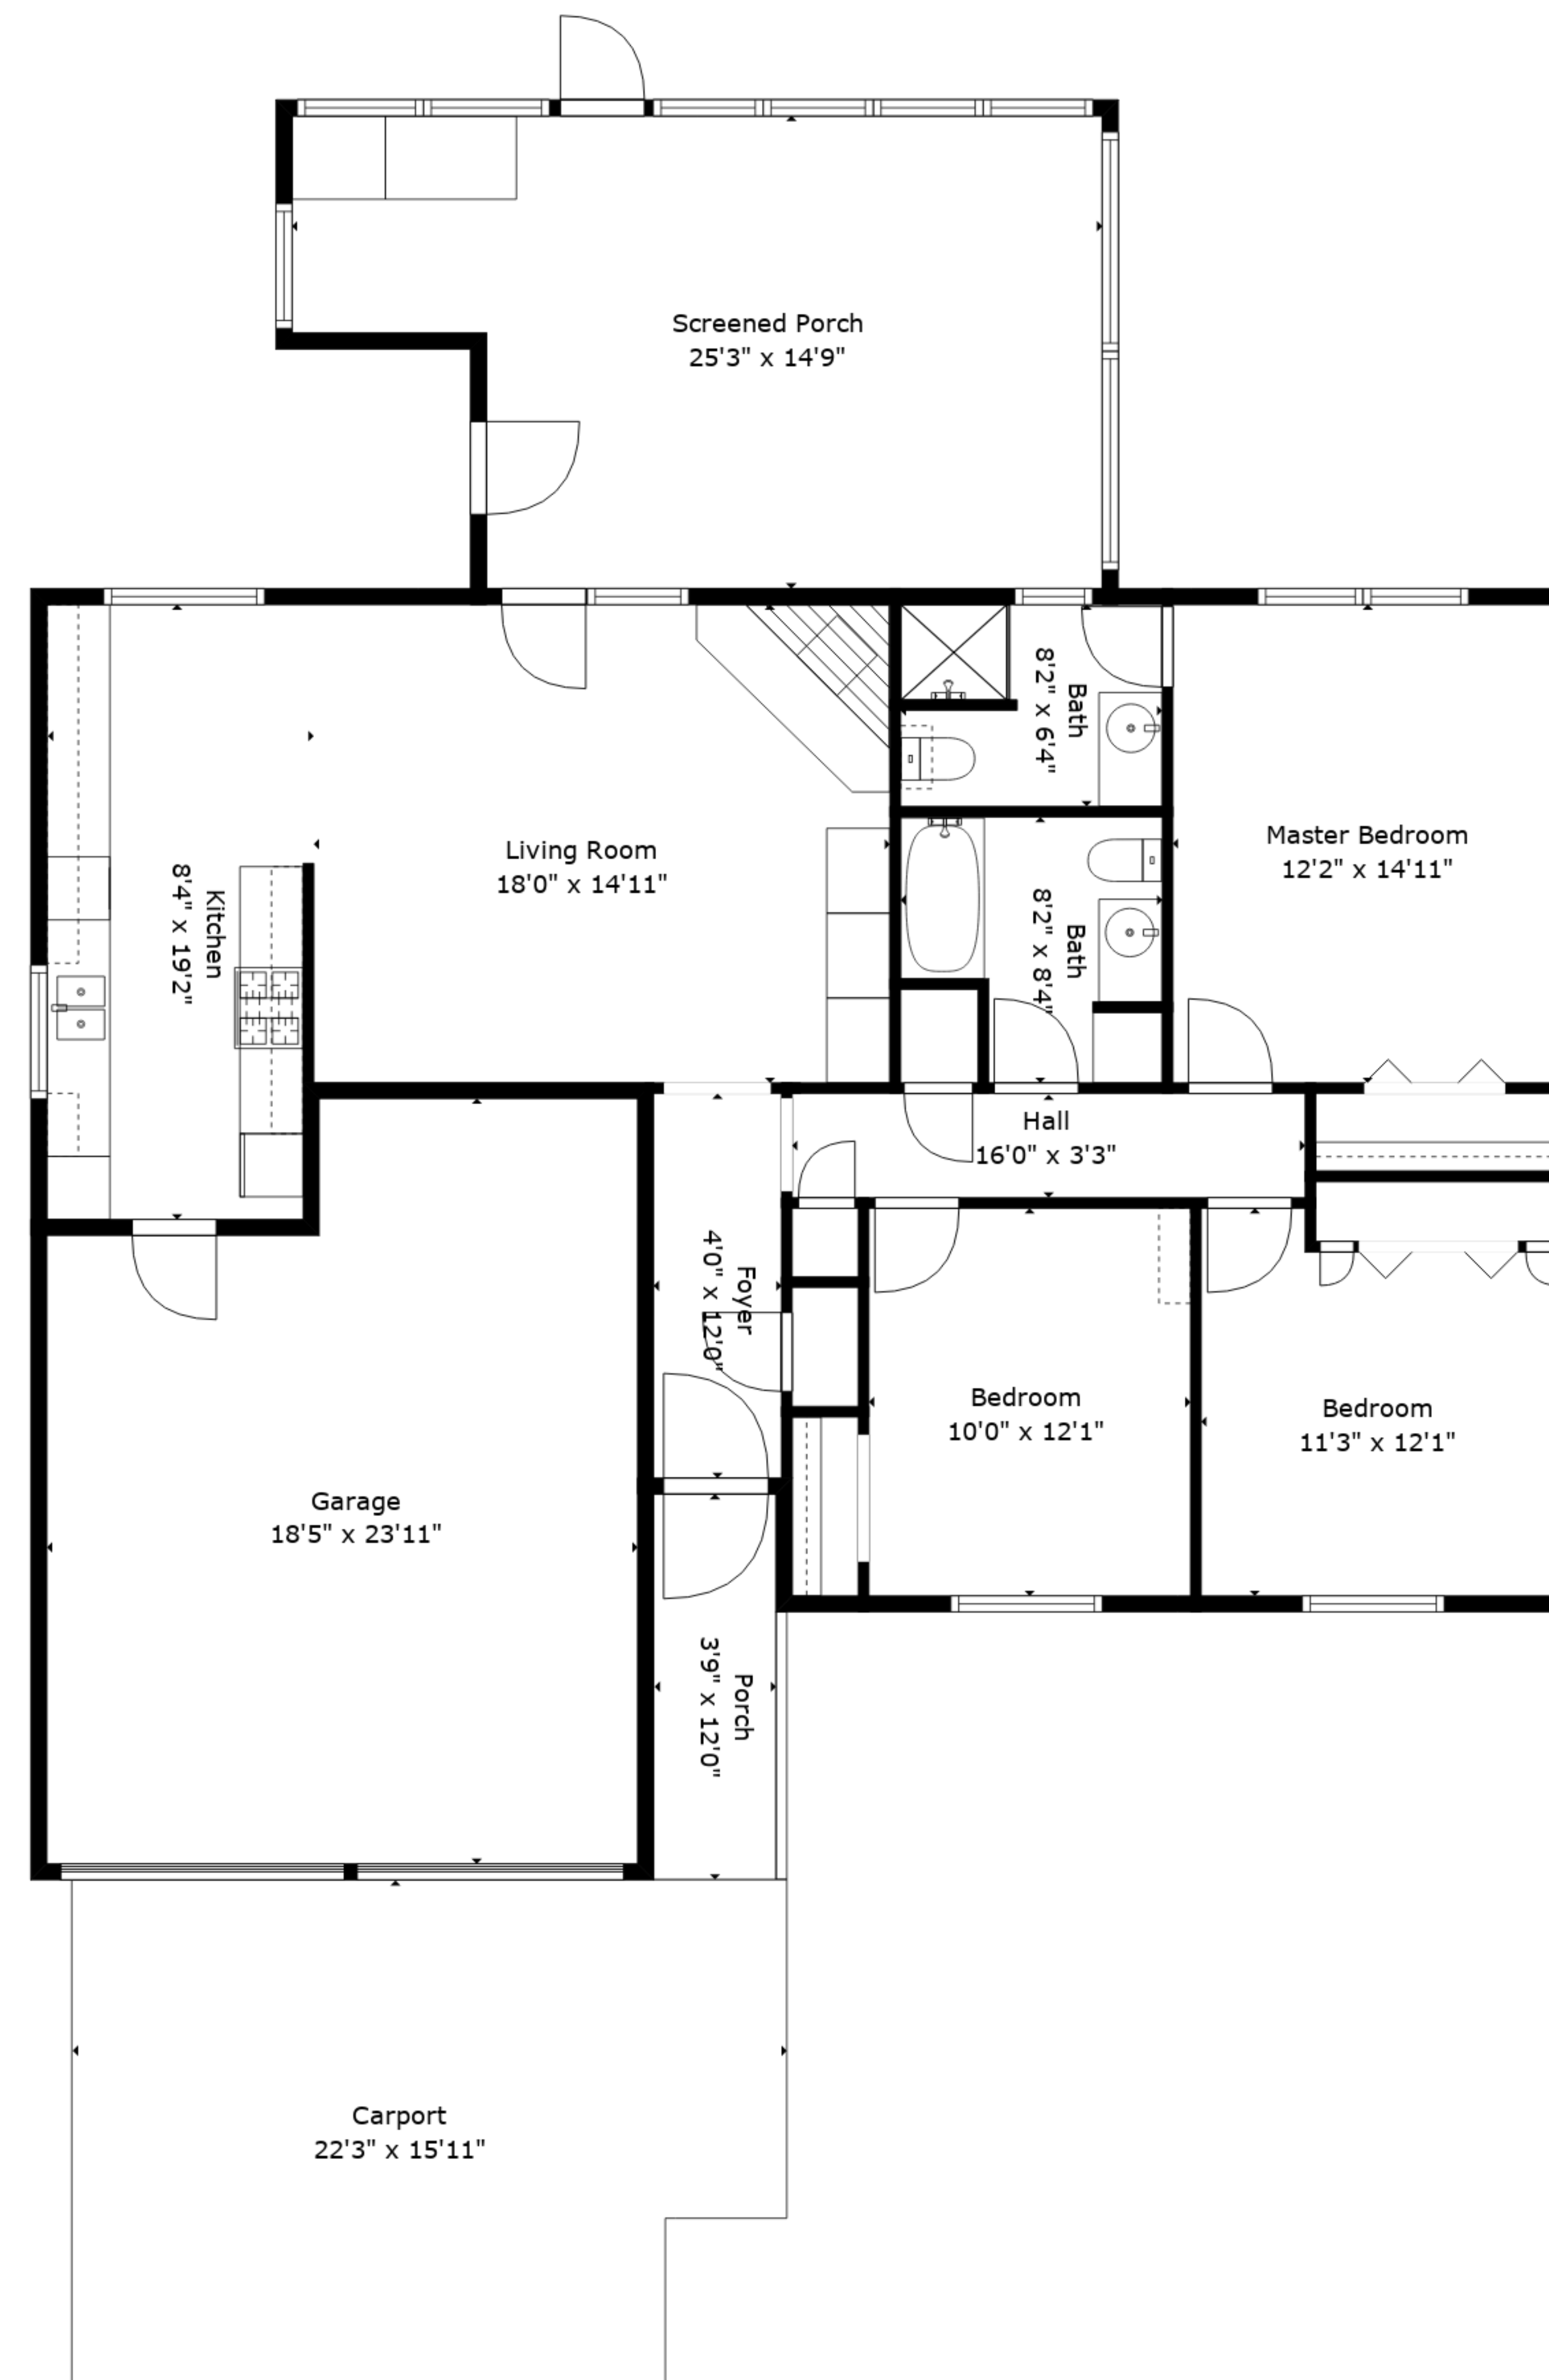 Screened Porch
25'3" x 14'9"
Bath
8'2" x 6'4"
Living Room
18'0" x 14'11"
Master Bedroom
12'2" x 14'11"
Kitchen
8'4" x 19'2"
Bath
8'2" x 8'4"
Hall
16'0" x 3'3"
Foyer
4'0" x 12'0"
Bedroom
10'0" x 12'1"
Bedroom
11'3" x 12'1"
Garage
18'5" x 23'11"
Porch
3'9" x 12'0"
Carport
22'3" x 15'11"